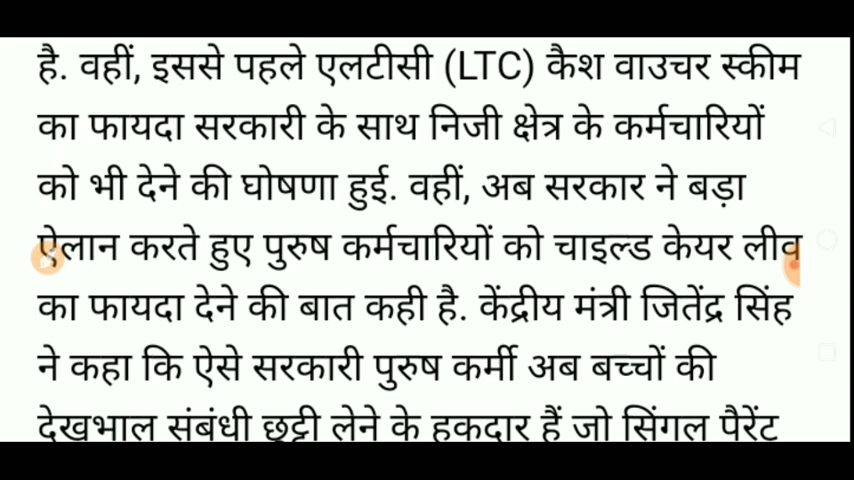 है. वहीं, इससे पहले एलटीसी (LTC) कैश वाउचर स्कीम
का फायदा सरकारी के साथ निजी क्षेत्र के कर्मचारियों
को भी देने की घोषणा हुई. वहीं, अब सरकार ने बड़ा
ऐलान करते हुए पुरुष कर्मचारियों को चाइल्ड केयर लीव
का फायदा देने की बात कही है. केंद्रीय मंत्री जितेंद्र सिंह
ने कहा कि ऐसे सरकारी पुरुष कर्मी अब बच्चों की
देखभाल संबंधी छुट्टी लेने के हकदार हैं जो सिंगल पैरेंट